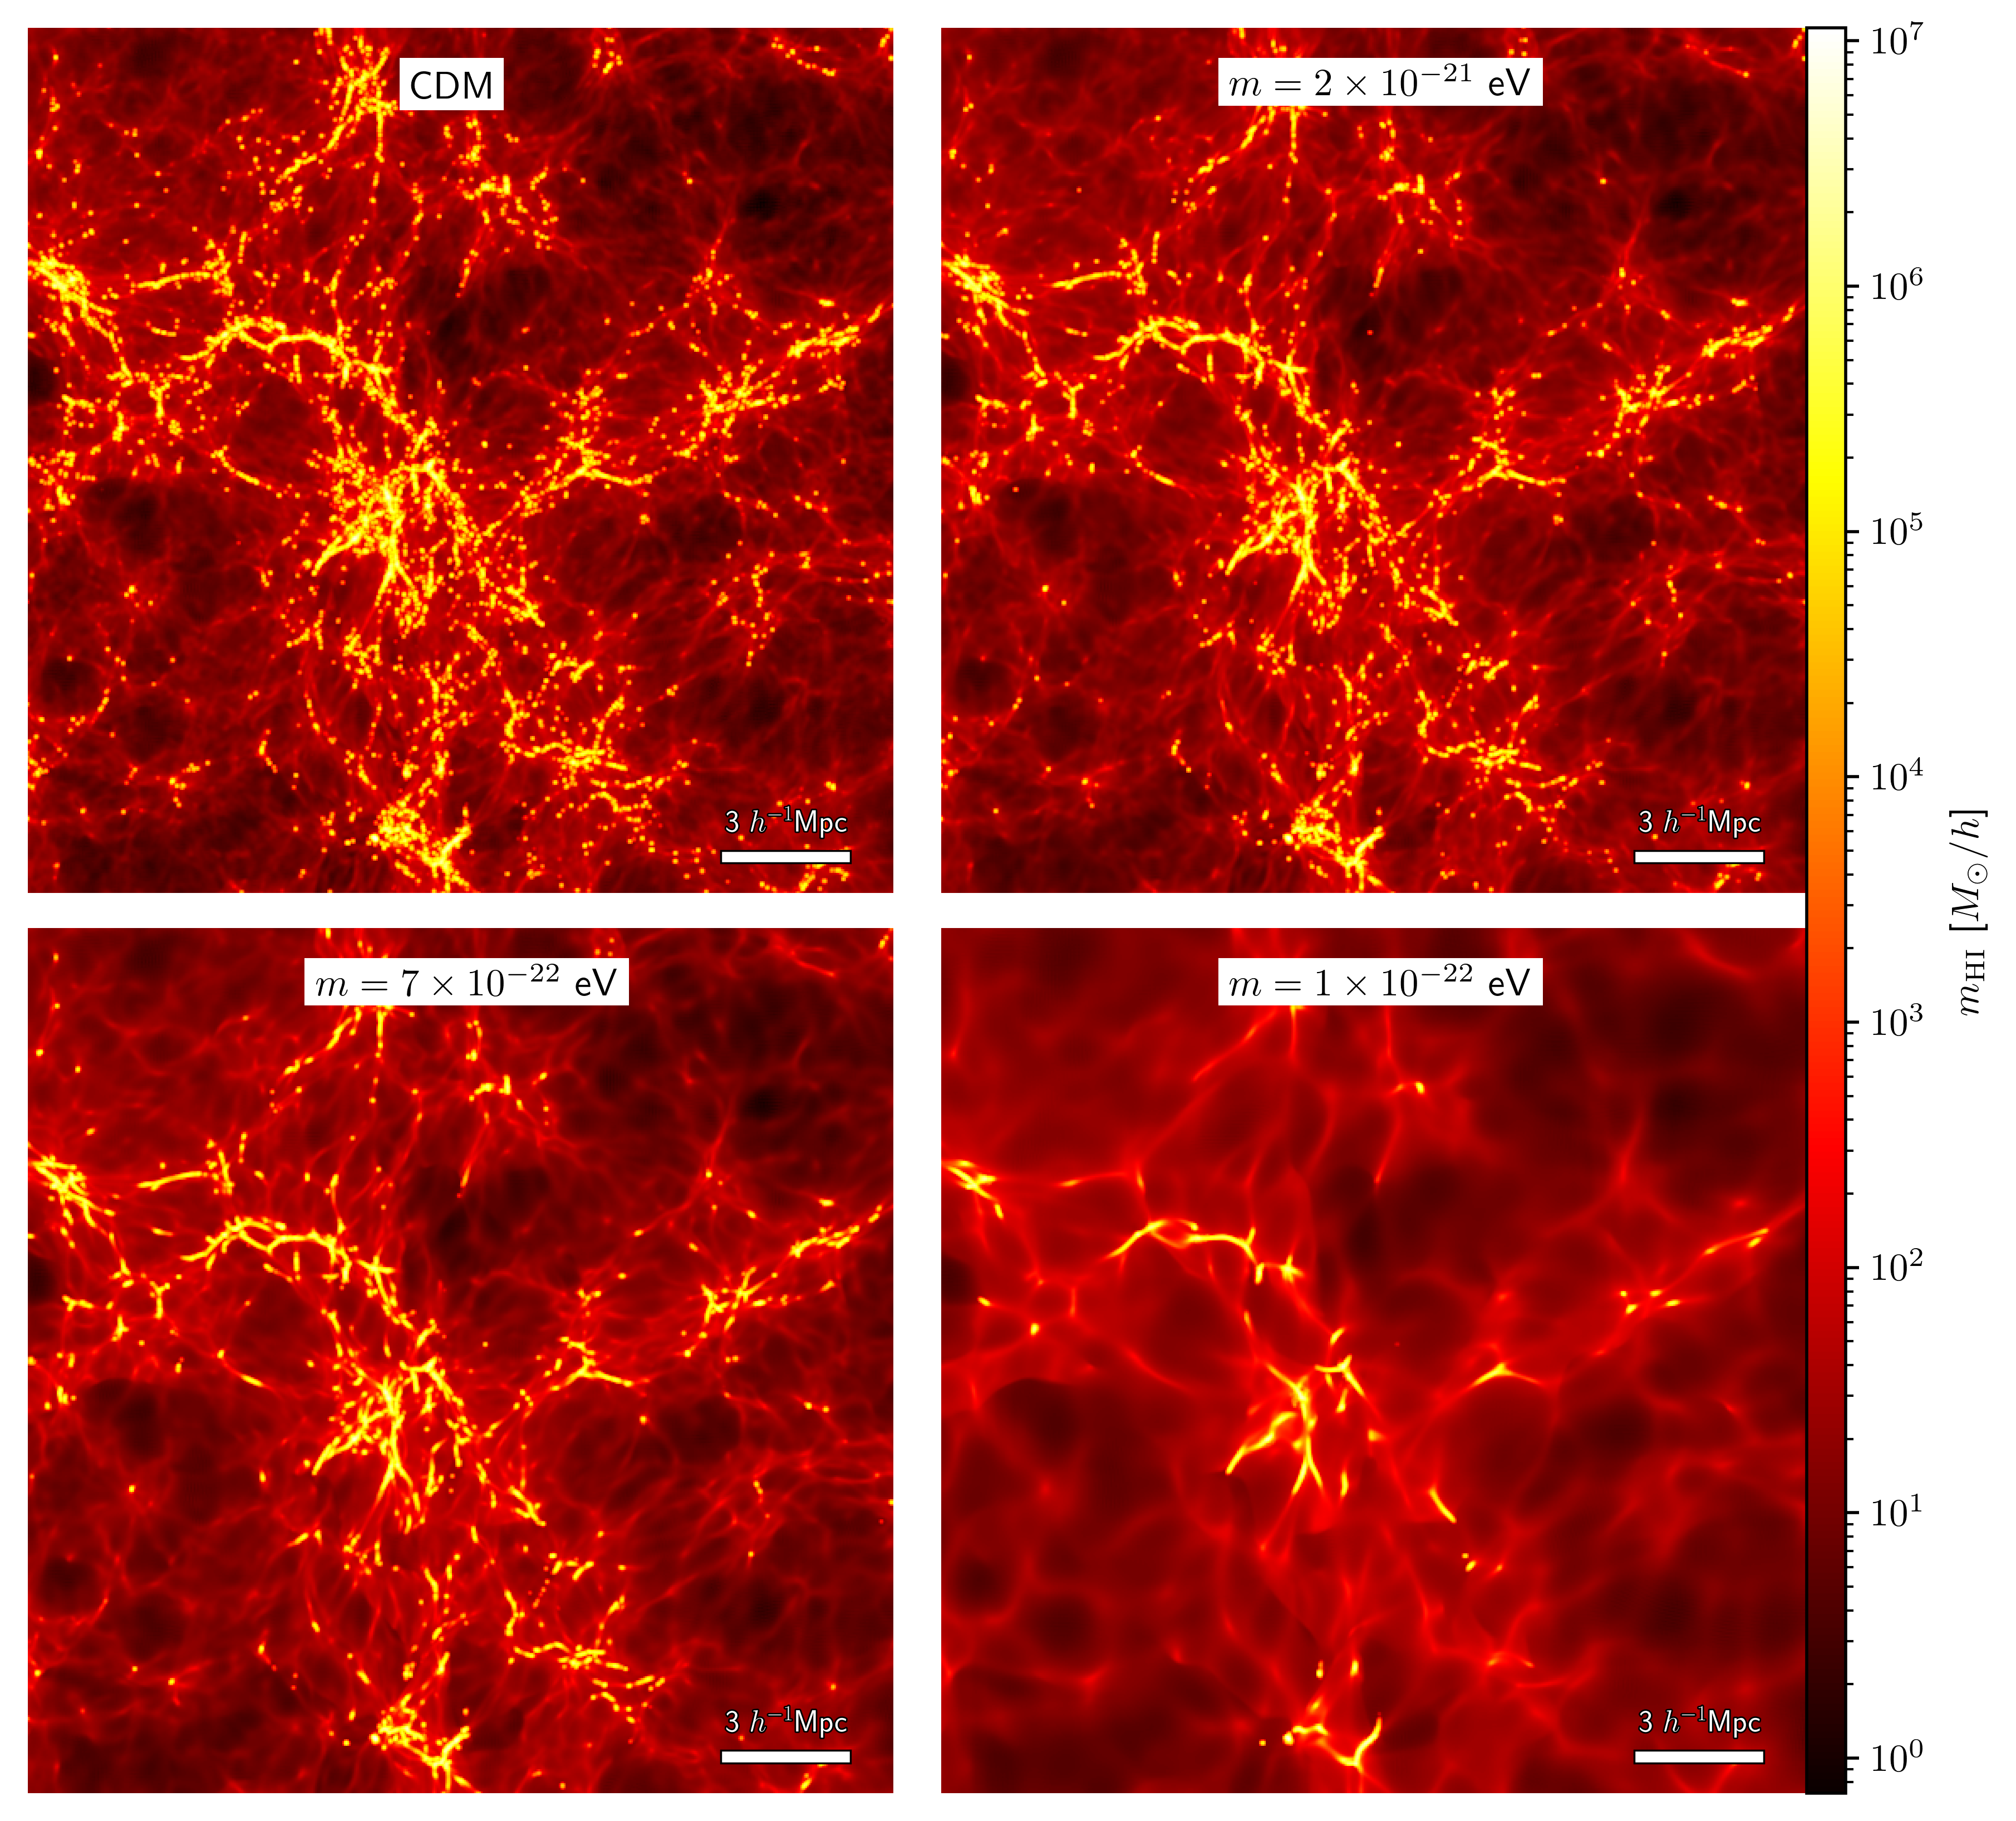 CDM
m = 2 × 10⁻²¹ eV
3 h⁻¹Mpc
3 h⁻¹Mpc
m = 7 × 10⁻²² eV
m = 1 × 10⁻²² eV
3 h⁻¹Mpc
3 h⁻¹Mpc
10⁷
10⁶
10⁵
10⁴
10³
10²
10¹
10⁰
m_HI [M_⊙/h]